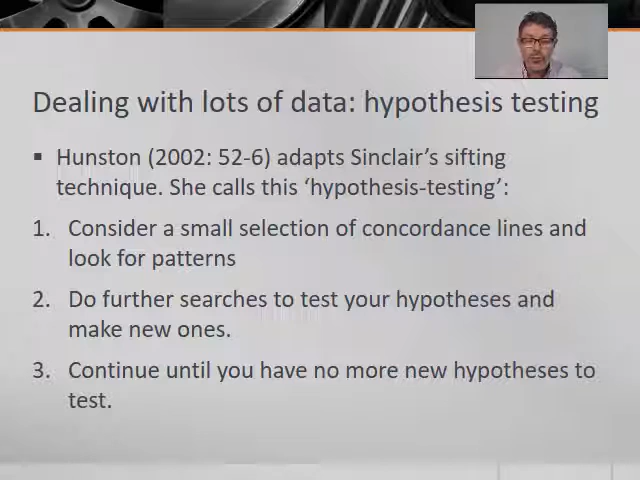 Dealing with lots of data: hypothesis testing
▪ Hunston (2002: 52-6) adapts Sinclair's sifting
technique. She calls this 'hypothesis-testing':
1. Consider a small selection of concordance lines and
look for patterns
2. Do further searches to test your hypotheses and
make new ones.
3. Continue until you have no more new hypotheses to
test.